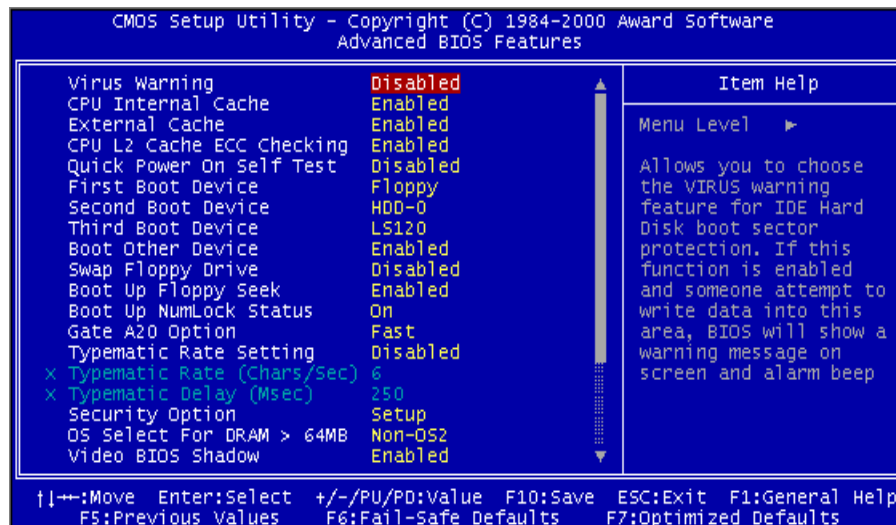 CMOS Setup Utility - Copyright (C) 1984-2000 Award Software
Advanced BIOS Features
Virus Warning Disabled
CPU Internal Cache Enabled
External Cache Enabled
CPU L2 Cache ECC Checking Enabled
Quick Power On Self Test Disabled
First Boot Device Floppy
Second Boot Device HDD-0
Third Boot Device LS120
Boot Other Device Enabled
Swap Floppy Drive Disabled
Boot Up Floppy Seek Enabled
Boot Up NumLock Status On
Gate A20 Option Fast
Typematic Rate Setting Disabled
x Typematic Rate (Chars/Sec) 6
x Typematic Delay (Msec) 250
Security Option Setup
OS Select For DRAM > 64MB Non-OS2
Video BIOS Shadow Enabled
Item Help
Menu Level ►
Allows you to choose
the VIRUS warning
feature for IDE Hard
Disk boot sector
protection. If this
function is enabled
and someone attempt to
write data into this
area, BIOS will show a
warning message on
screen and alarm beep
↑↓→←:Move Enter:Select +/-/PU/PD:Value F10:Save ESC:Exit F1:General Help
F5:Previous Values F6:Fail-Safe Defaults F7:Optimized Defaults